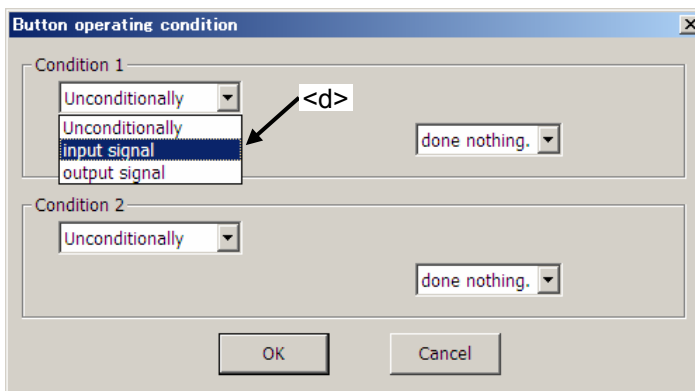 Button operating condition
Condition 1
Unconditionally
<d>
Unconditionally
input signal
done nothing.
output signal
Condition 2
Unconditionally
done nothing.
OK
Cancel